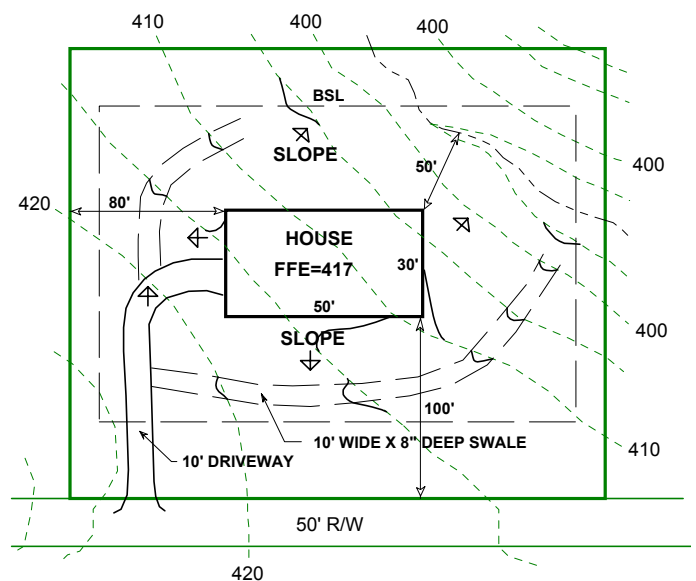 410
400
400
BSL
SLOPE
50'
400
420
80'
HOUSE
FFE=417
30'
50'
SLOPE
400
100'
10' WIDE X 8" DEEP SWALE
410
10' DRIVEWAY
50' R/W
420